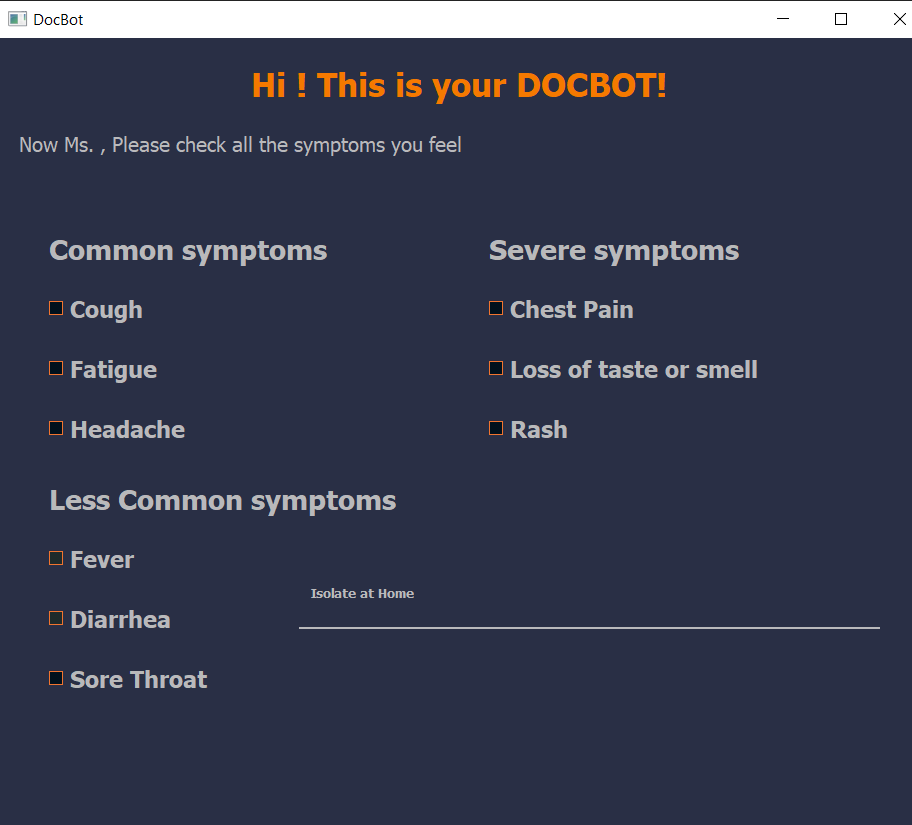 DocBot
Hi ! This is your DOCBOT!
Now Ms. , Please check all the symptoms you feel
Common symptoms
Cough
Fatigue
Headache
Severe symptoms
Chest Pain
Loss of taste or smell
Rash
Less Common symptoms
Fever
Diarrhea
Sore Throat
Isolate at Home